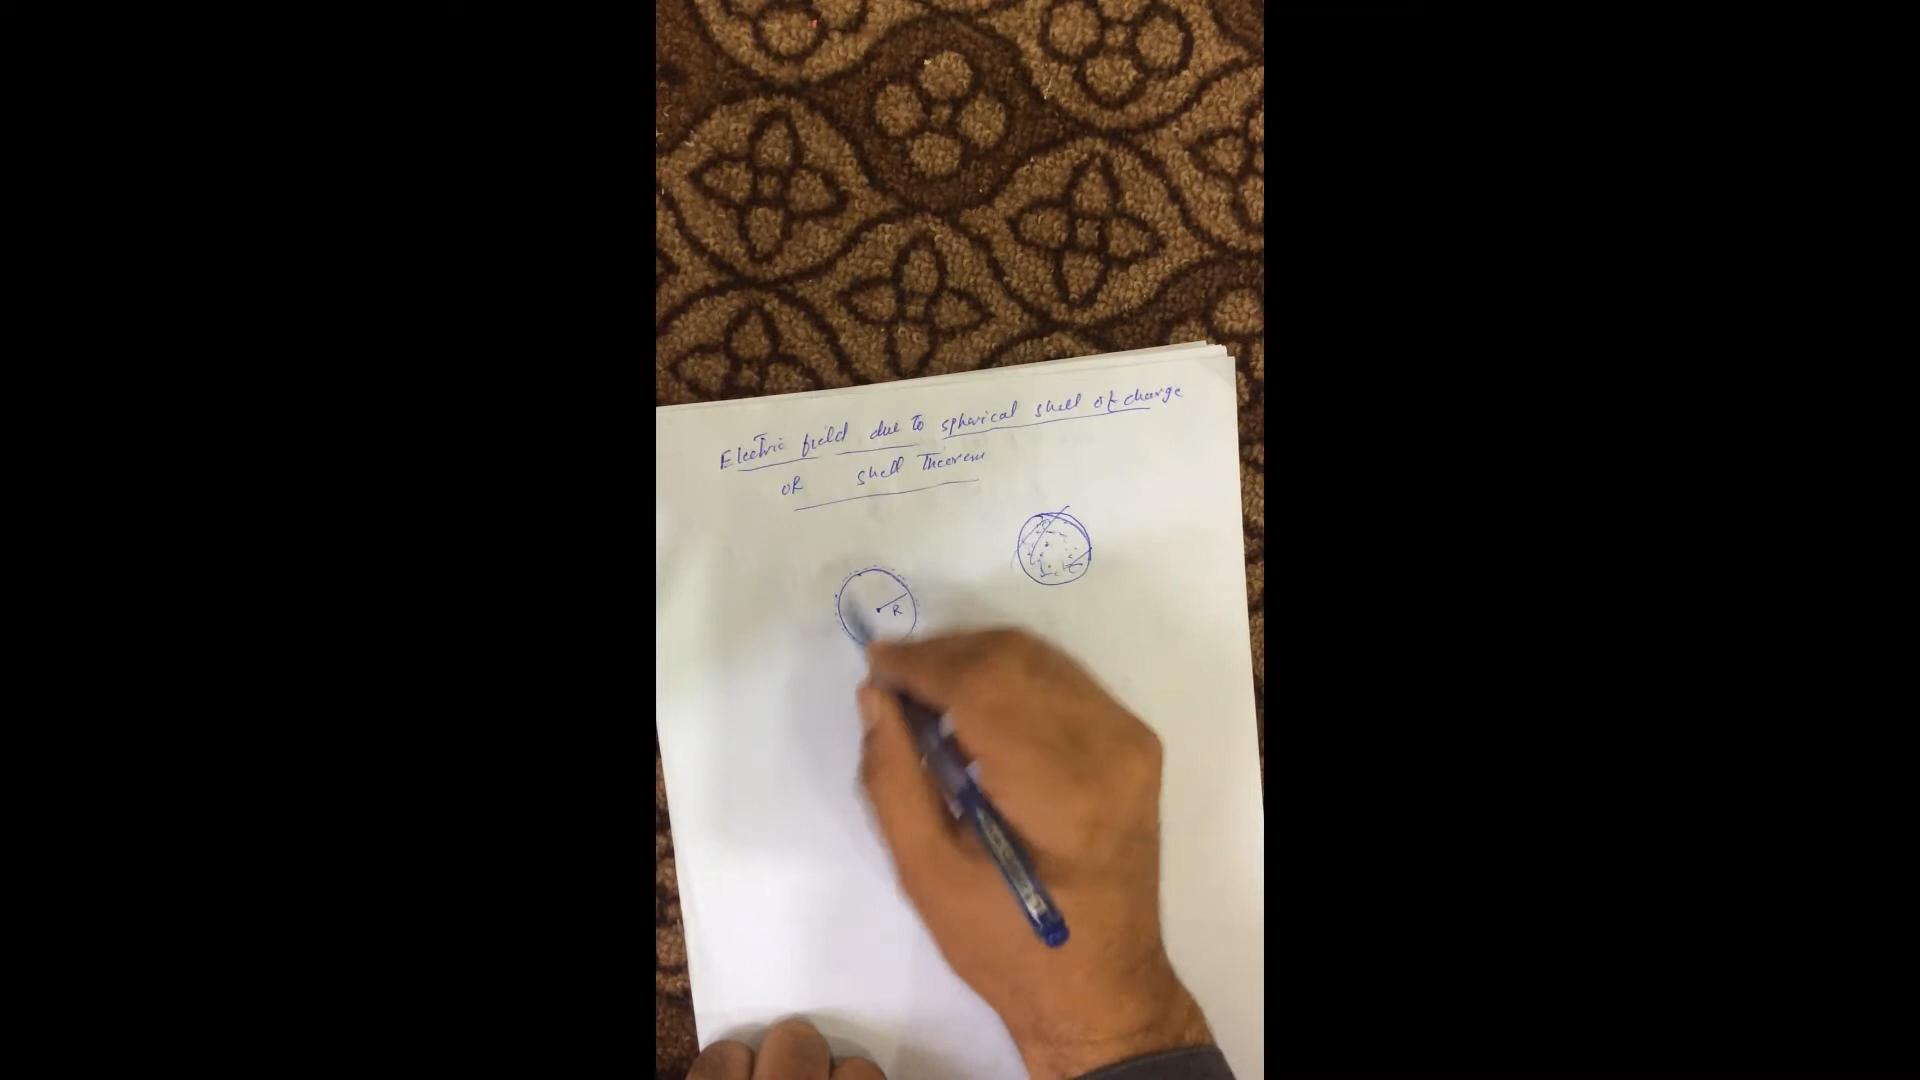 Electric field due to spherical shell of charge
OR shell Theorem
R